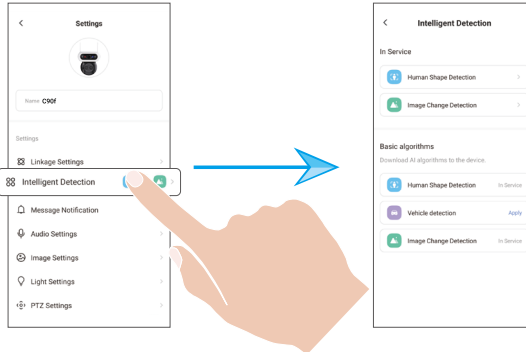 Settings
Name C90f
Settings
Linkage Settings
Intelligent Detection
Message Notification
Audio Settings
Image Settings
Light Settings
PTZ Settings
Intelligent Detection
In Service
Human Shape Detection
Image Change Detection
Basic algorithms
Download AI algorithms to the device.
Human Shape Detection In Service
Vehicle detection Apply
Image Change Detection In Service